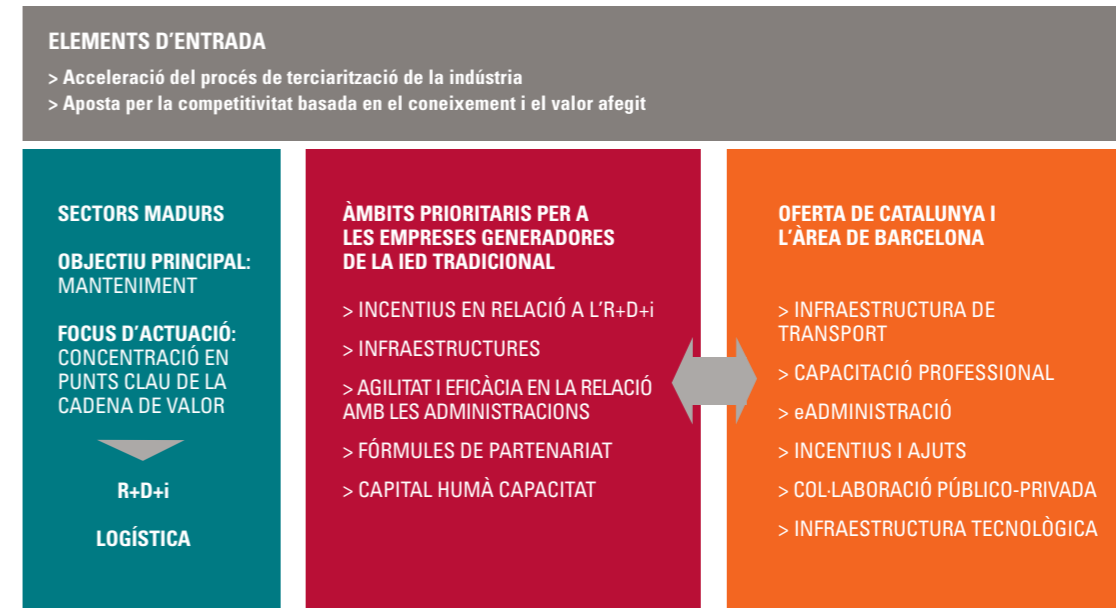 ELEMENTS D’ENTRADA
> Acceleració del procés de terciarització de la indústria
> Aposta per la competitivitat basada en el coneixement i el valor afegit
SECTORS MADURS
OBJECTIU PRINCIPAL:
MANTENIMENT
FOCUS D’ACTUACIÓ:
CONCENTRACIÓ EN
PUNTS CLAU DE LA
CADENA DE VALOR
R+D+i
LOGÍSTICA
ÀMBITS PRIORITARIS PER A
LES EMPRESES GENERADORES
DE LA IED TRADICIONAL
> INCENTIUS EN RELACIÓ A L’R+D+i
> INFRAESTRUCTURES
> AGILITAT I EFICÀCIA EN LA RELACIÓ
AMB LES ADMINISTRACIONS
> FÓRMULES DE PARTENARIAT
> CAPITAL HUMÀ CAPACITAT
OFERTA DE CATALUNYA I
L’ÀREA DE BARCELONA
> INFRAESTRUCTURA DE
TRANSPORT
> CAPACITACIÓ PROFESSIONAL
> eADMINISTRACIÓ
> INCENTIUS I AJUTS
> COL·LABORACIÓ PÚBLICO-PRIVADA
> INFRAESTRUCTURA TECNOLÒGICA